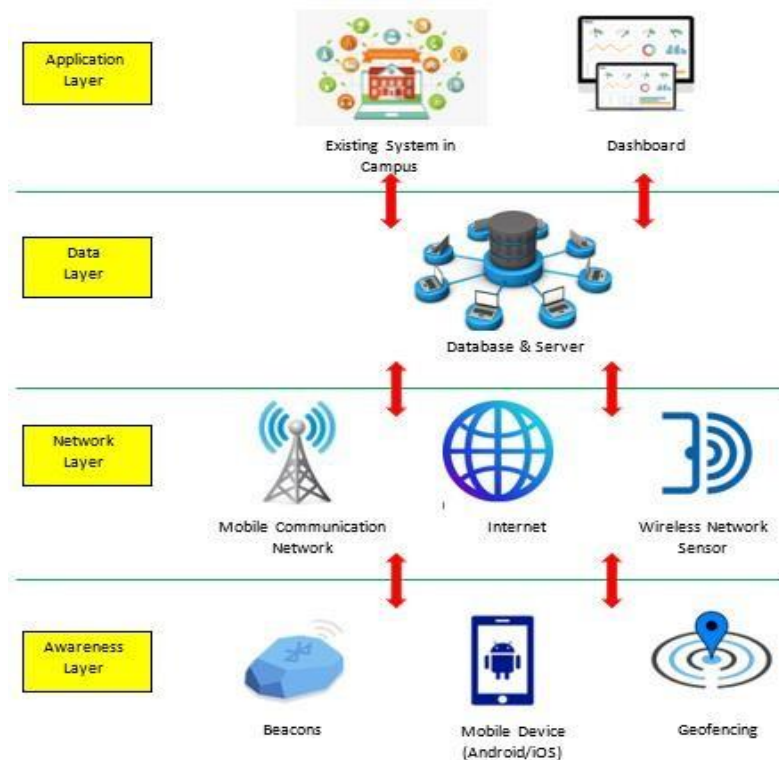 Application
Layer
Existing System in
Campus
Dashboard
Data
Layer
Database & Server
Network
Layer
Mobile Communication
Network
Internet
Wireless Network
Sensor
Awareness
Layer
Beacons
Mobile Device
(Android/iOS)
Geofencing